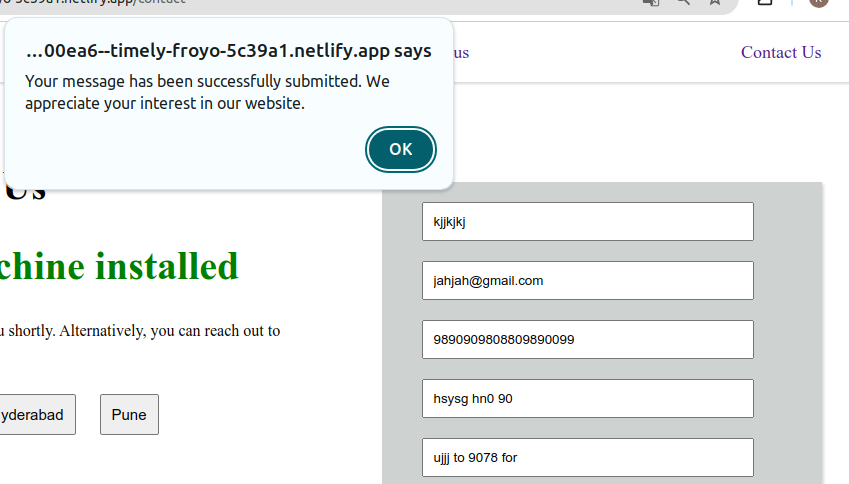 …00ea6--timely-froyo-5c39a1.netlify.app says
Your message has been successfully submitted. We
appreciate your interest in our website.
OK
us
Contact Us
Us
chine installed
u shortly. Alternatively, you can reach out to
yderabad
Pune
kjjkjkj
jahjah@gmail.com
9890909808809890099
hsysg hn0 90
ujjj to 9078 for